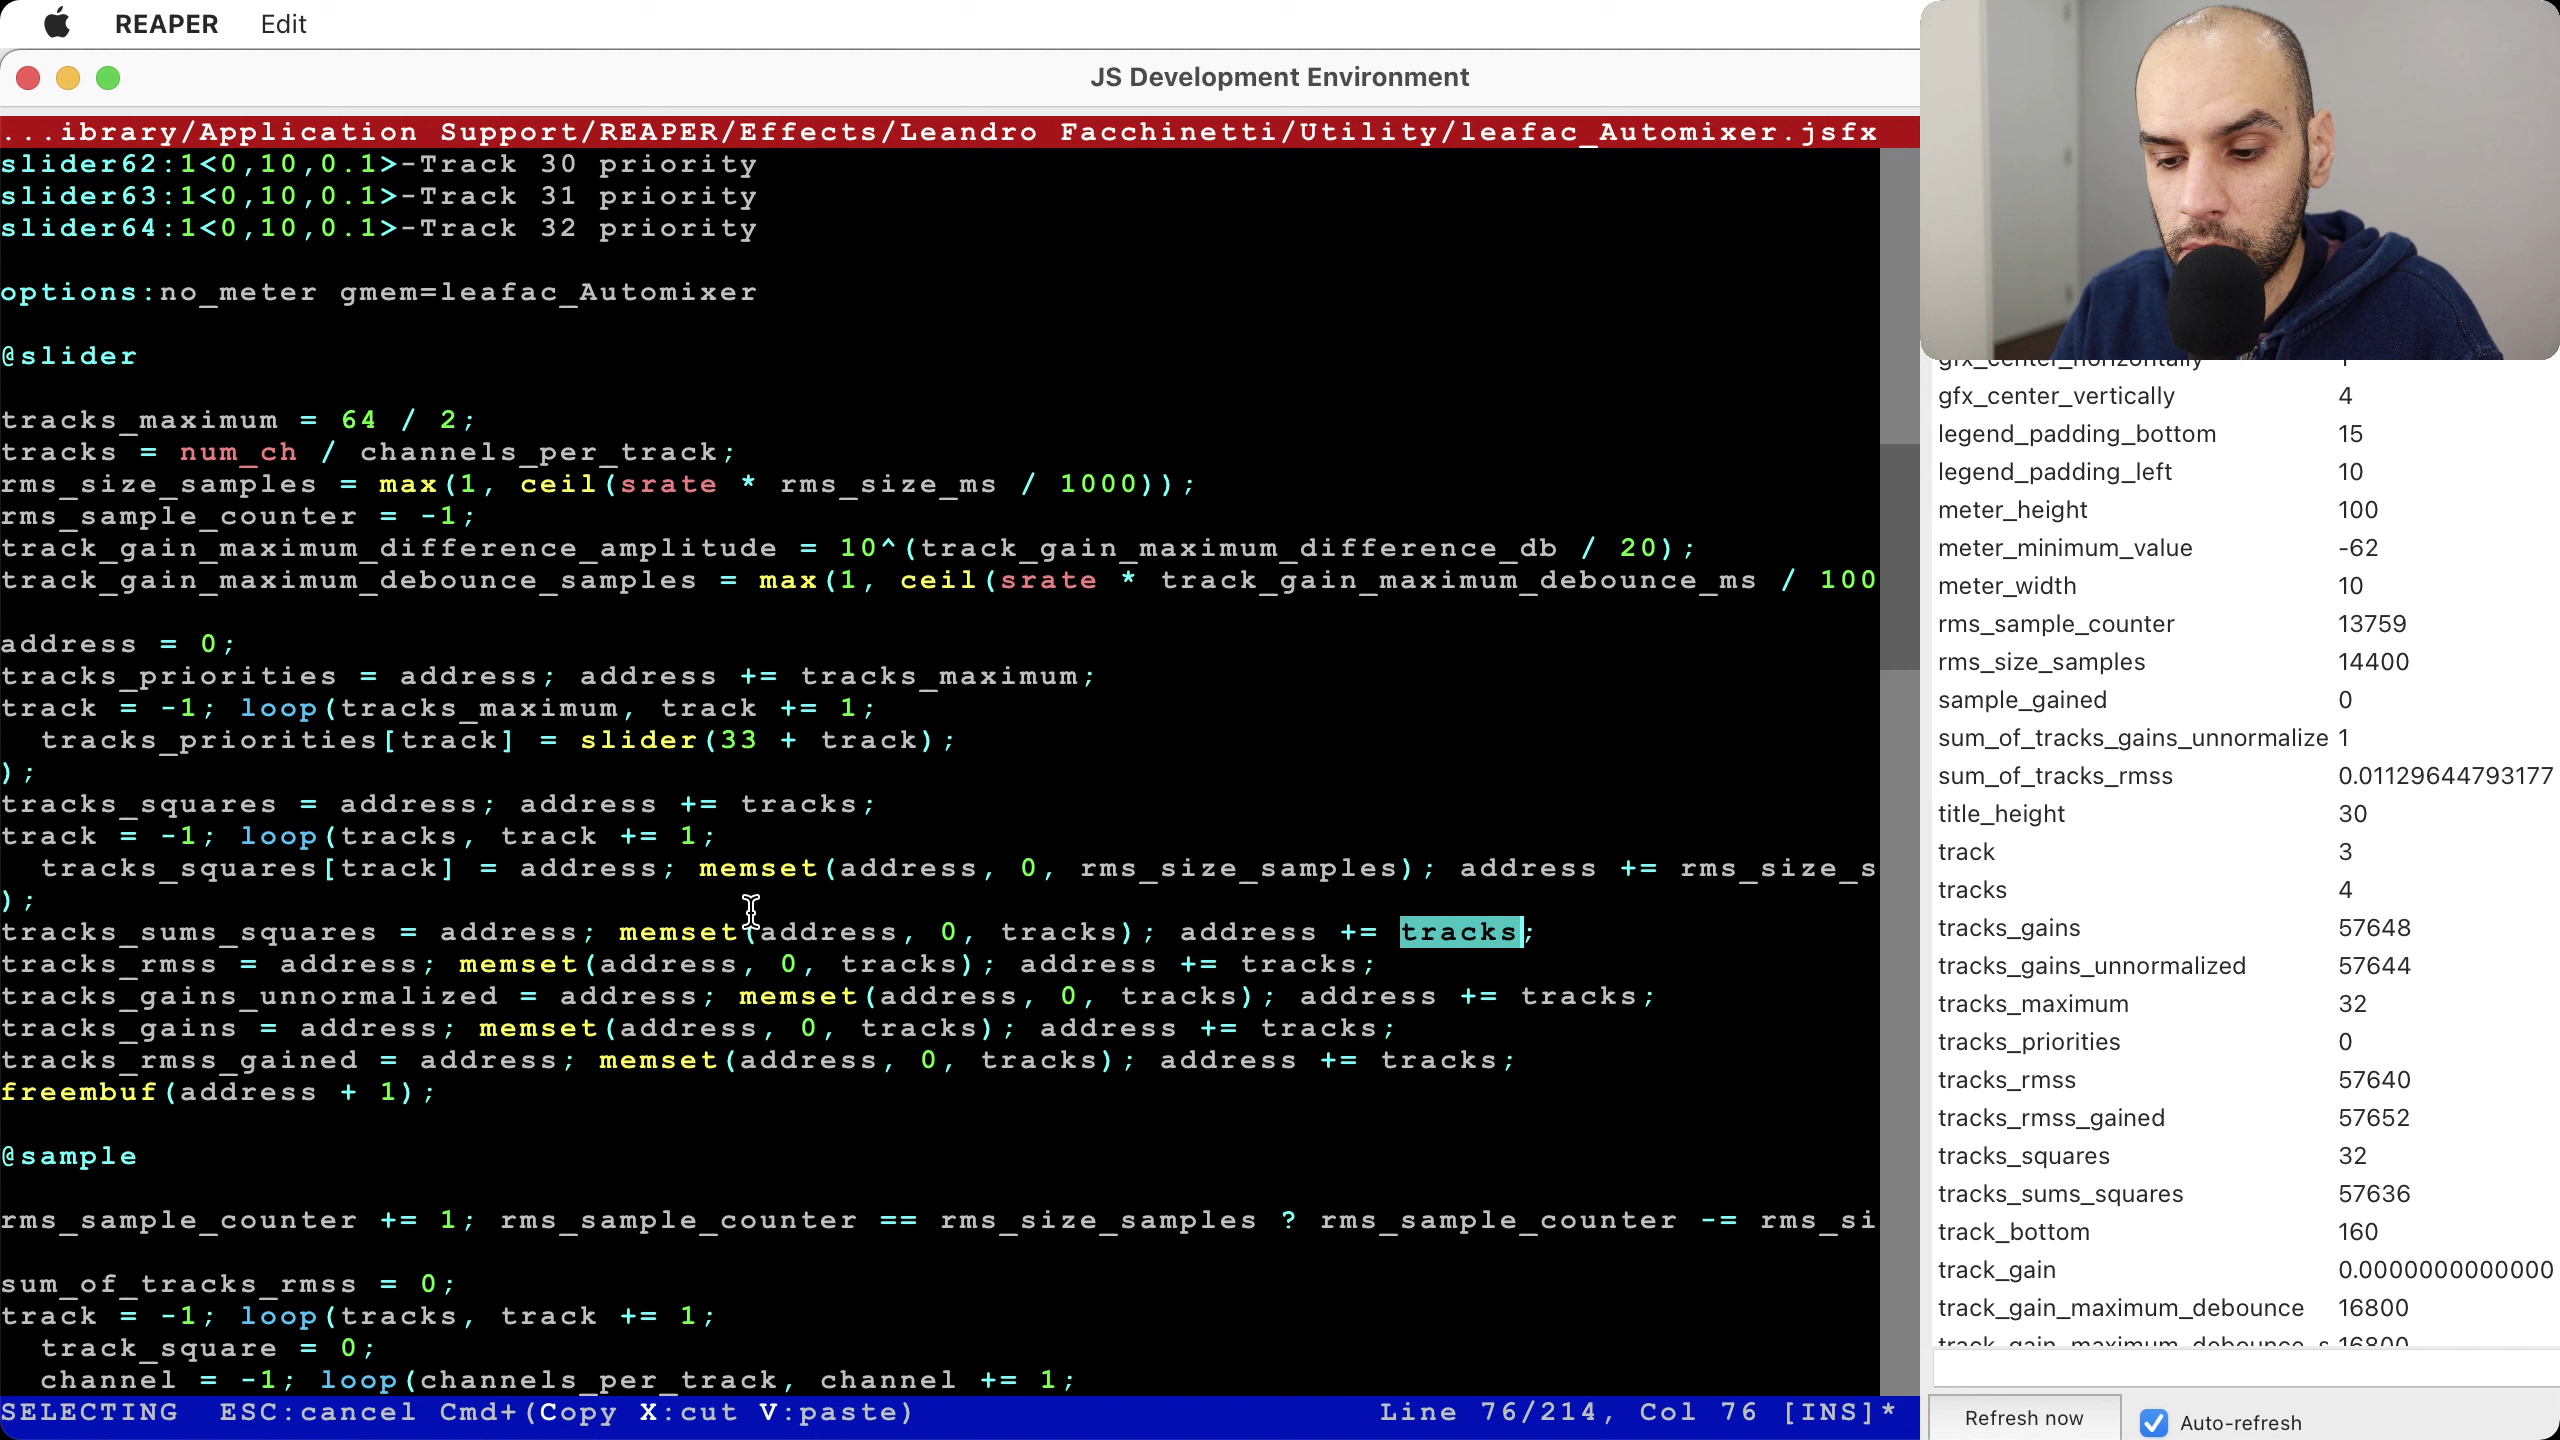 REAPER Edit
JS Development Environment
...ibrary/Application Support/REAPER/Effects/Leandro Facchinetti/Utility/leafac_Automixer.jsfx
slider62:1<0,10,0.1>-Track 30 priority
slider63:1<0,10,0.1>-Track 31 priority
slider64:1<0,10,0.1>-Track 32 priority
options:no_meter gmem=leafac_Automixer
@slider
tracks_maximum = 64 / 2;
tracks = num_ch / channels_per_track;
rms_size_samples = max(1, ceil(srate * rms_size_ms / 1000));
rms_sample_counter = -1;
track_gain_maximum_difference_amplitude = 10^(track_gain_maximum_difference_db / 20);
track_gain_maximum_debounce_samples = max(1, ceil(srate * track_gain_maximum_debounce_ms / 100
address = 0;
tracks_priorities = address; address += tracks_maximum;
track = -1; loop(tracks_maximum, track += 1;
  tracks_priorities[track] = slider(33 + track);
);
tracks_squares = address; address += tracks;
track = -1; loop(tracks, track += 1;
  tracks_squares[track] = address; memset(address, 0, rms_size_samples); address += rms_size_s
);
tracks_sums_squares = address; memset(address, 0, tracks); address += tracks;
tracks_rmss = address; memset(address, 0, tracks); address += tracks;
tracks_gains_unnormalized = address; memset(address, 0, tracks); address += tracks;
tracks_gains = address; memset(address, 0, tracks); address += tracks;
tracks_rmss_gained = address; memset(address, 0, tracks); address += tracks;
freembuf(address + 1);
@sample
rms_sample_counter += 1; rms_sample_counter == rms_size_samples ? rms_sample_counter -= rms_si
sum_of_tracks_rmss = 0;
track = -1; loop(tracks, track += 1;
  track_square = 0;
  channel = -1; loop(channels_per_track, channel += 1;
SELECTING ESC:cancel Cmd+(Copy X:cut V:paste) Line 76/214, Col 76 [INS]*
gfx_center_horizontally
gfx_center_vertically 4
legend_padding_bottom 15
legend_padding_left 10
meter_height 100
meter_minimum_value -62
meter_width 10
rms_sample_counter 13759
rms_size_samples 14400
sample_gained 0
sum_of_tracks_gains_unnormalize 1
sum_of_tracks_rmss 0.01129644793177
title_height 30
track 3
tracks 4
tracks_gains 57648
tracks_gains_unnormalized 57644
tracks_maximum 32
tracks_priorities 0
tracks_rmss 57640
tracks_rmss_gained 57652
tracks_squares 32
tracks_sums_squares 57636
track_bottom 160
track_gain 0.0000000000000
track_gain_maximum_debounce 16800
track_gain_maximum_debounce_s 16800
Refresh now Auto-refresh